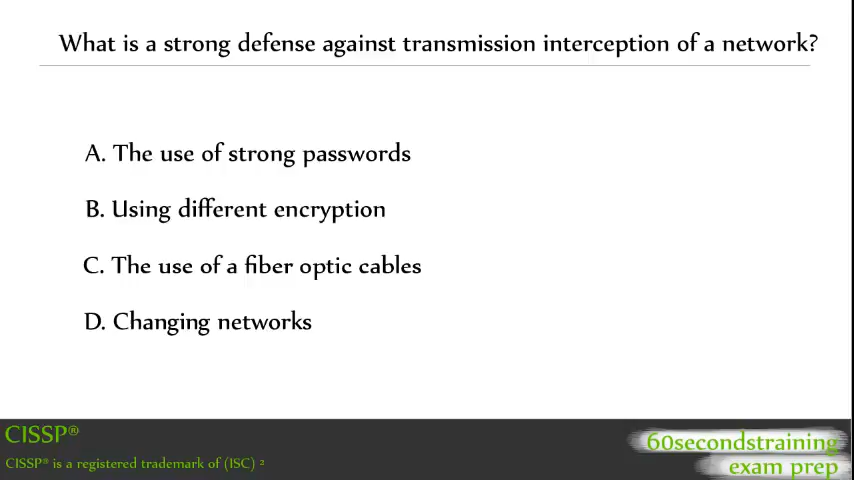 What is a strong defense against transmission interception of a network?
A. The use of strong passwords
B. Using different encryption
C. The use of a fiber optic cables
D. Changing networks
CISSP®
CISSP® is a registered trademark of (ISC) ²
60secondstraining
exam prep